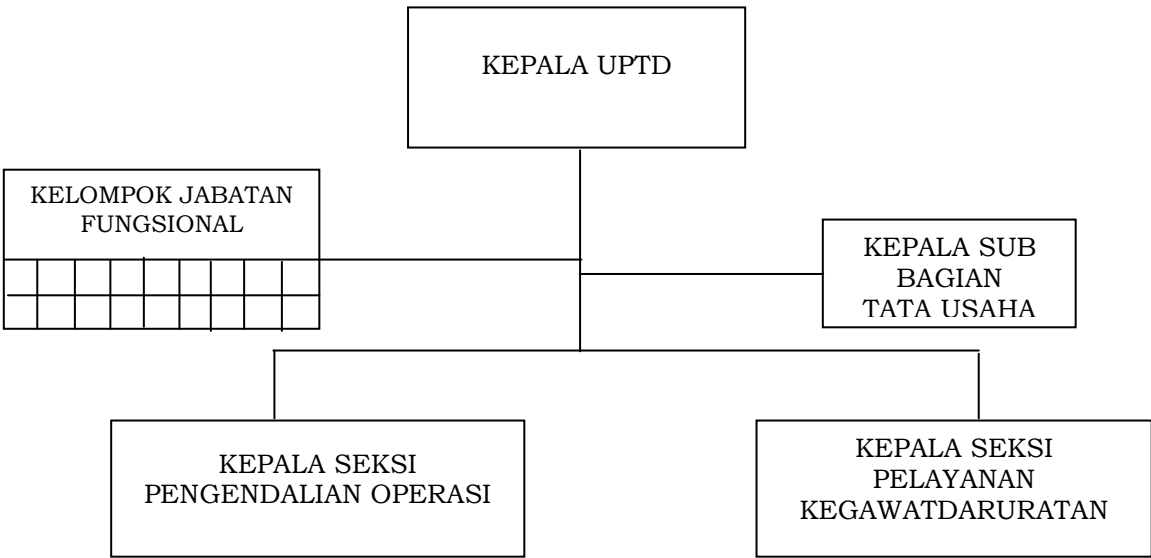 KEPALA UPTD
KELOMPOK JABATAN
FUNGSIONAL
KEPALA SUB
BAGIAN
TATA USAHA
KEPALA SEKSI
PENGENDALIAN OPERASI
KEPALA SEKSI
PELAYANAN
KEGAWATDARURATAN